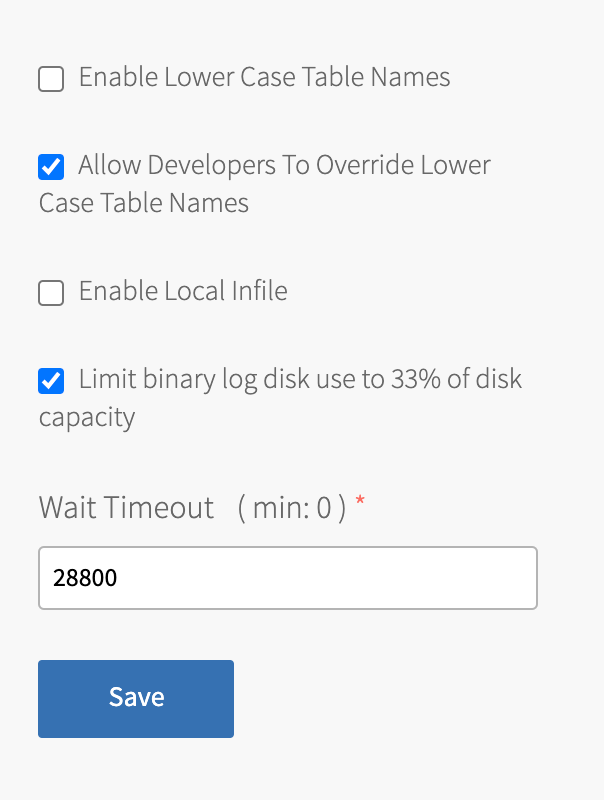 Enable Lower Case Table Names
Allow Developers To Override Lower
Case Table Names
Enable Local Infile
Limit binary log disk use to 33% of disk
capacity
Wait Timeout ( min: 0 ) *
28800
Save